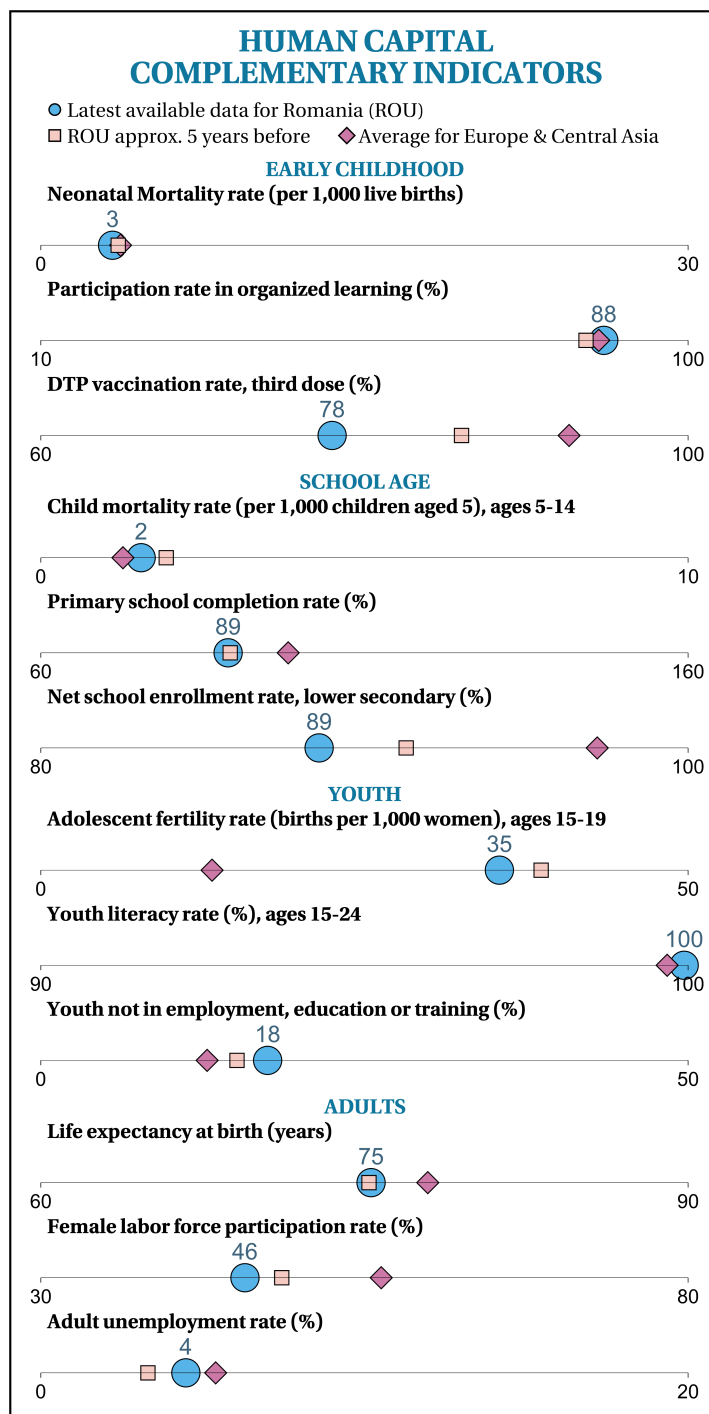 HUMAN CAPITAL
COMPLEMENTARY INDICATORS
Latest available data for Romania (ROU)
ROU approx. 5 years before Average for Europe & Central Asia
EARLY CHILDHOOD
Neonatal Mortality rate (per 1,000 live births)
3
0 30
Participation rate in organized learning (%)
88
10 100
DTP vaccination rate, third dose (%)
78
60 100
SCHOOL AGE
Child mortality rate (per 1,000 children aged 5), ages 5-14
2
0 10
Primary school completion rate (%)
89
60 160
Net school enrollment rate, lower secondary (%)
89
80 100
YOUTH
Adolescent fertility rate (births per 1,000 women), ages 15-19
35
0 50
Youth literacy rate (%), ages 15-24
100
90 100
Youth not in employment, education or training (%)
18
0 50
ADULTS
Life expectancy at birth (years)
75
60 90
Female labor force participation rate (%)
46
30 80
Adult unemployment rate (%)
4
0 20